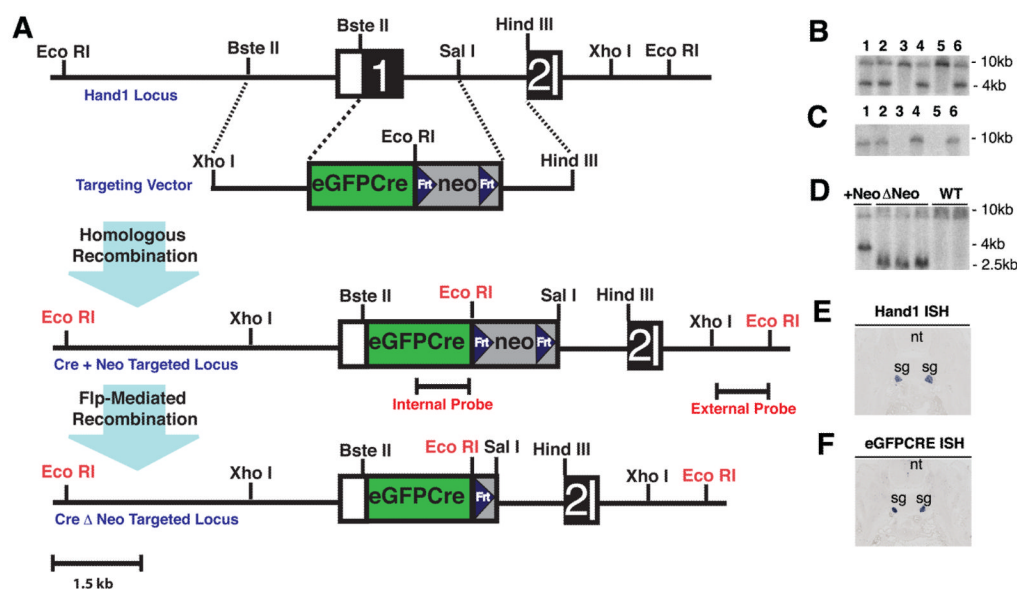 A
Eco RI Bste II Bste II Sal I Hind III Xho I Eco RI
1 2
Hand1 Locus
Xho I Eco RI Hind III
eGFPCre Frt neo Frt
Targeting Vector
Homologous
Recombination
Eco RI Xho I Bste II Eco RI Sal I Hind III Xho I Eco RI
eGFPCre Frt neo Frt 2
Cre + Neo Targeted Locus
Internal Probe External Probe
Flp-Mediated
Recombination
Eco RI Xho I Bste II Eco RI Sal I Hind III Xho I Eco RI
eGFPCre Frt 2
Cre Δ Neo Targeted Locus
1.5 kb
B
1 2 3 4 5 6
- 10kb
- 4kb
C
1 2 3 4 5 6
- 10kb
D
+Neo ΔNeo WT
- 10kb
- 4kb
- 2.5kb
E
Hand1 ISH
nt
sg sg
F
eGFPCRE ISH
nt
sg sg